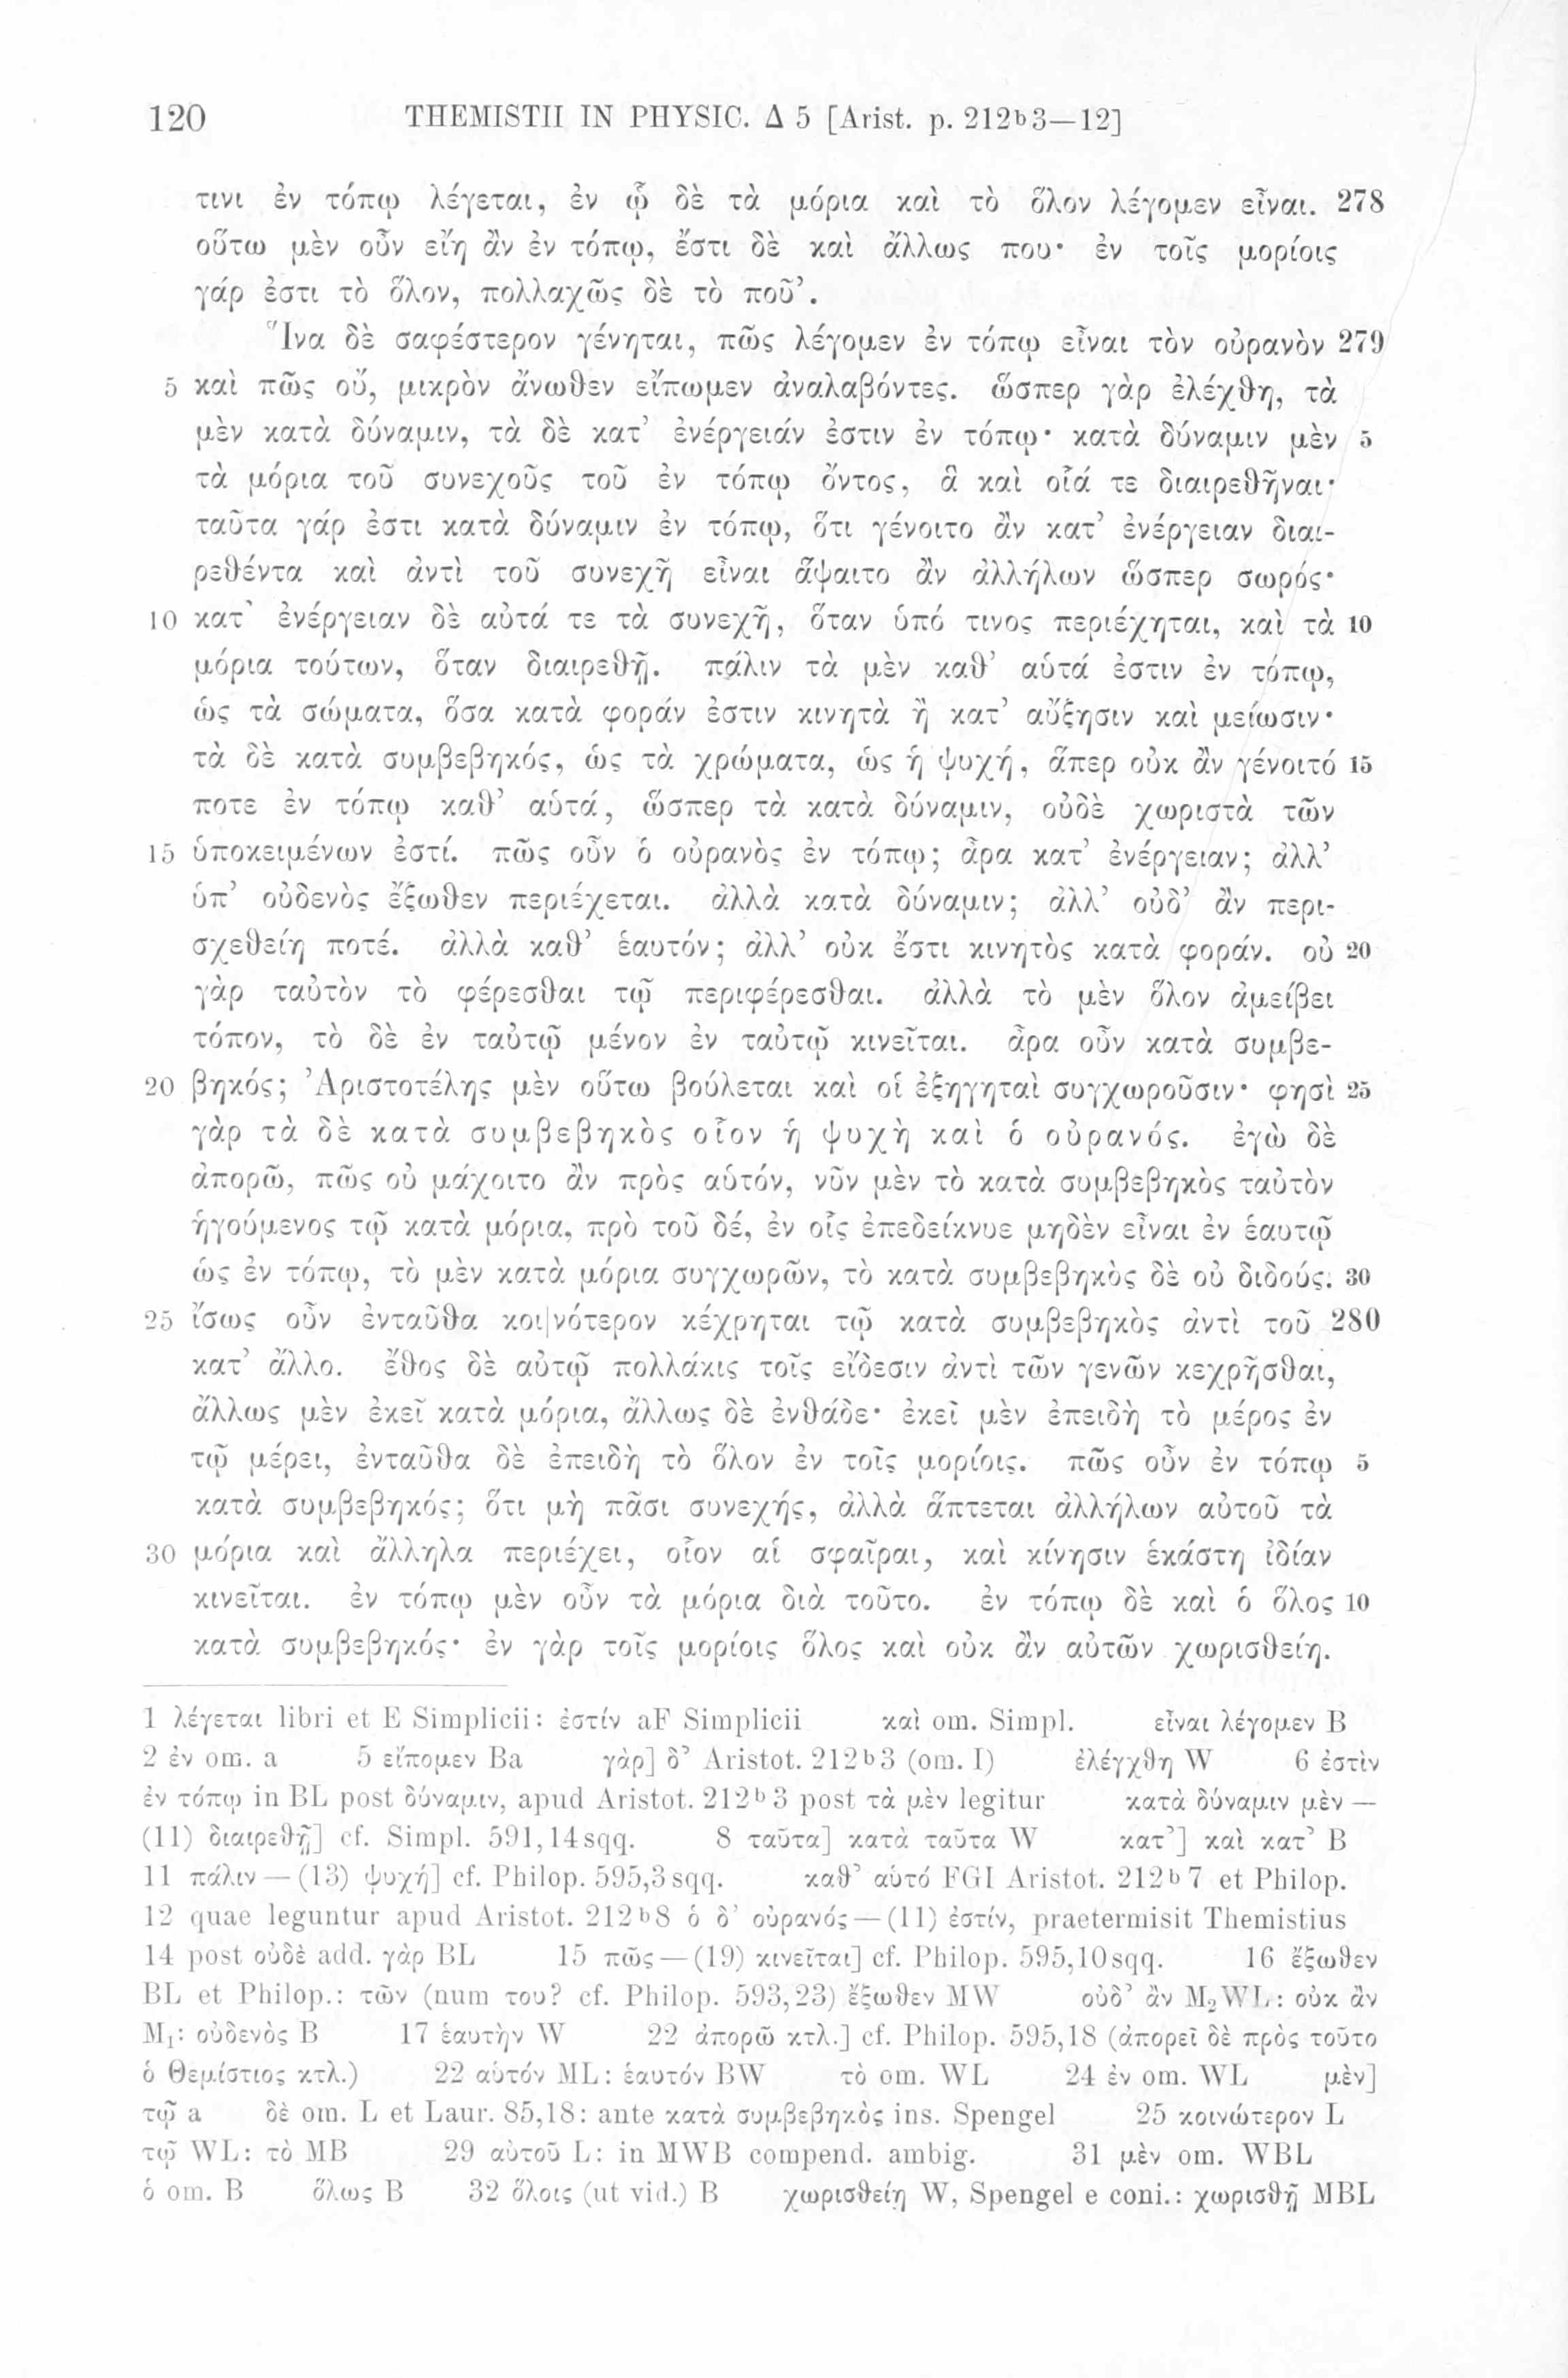 120 THEMISTII IN PHYSIC. Δ 5 [Arist. p. 212ᵇ3—12]
τινι ἐν τόπῳ λέγεται, ἐν ᾧ δὲ τὰ μόρια καὶ τὸ ὅλον λέγομεν εἶναι. 278
οὕτω μὲν οὖν εἴη ἂν ἐν τόπῳ, ἔστι δὲ καὶ ἄλλως που· ἐν τοῖς μορίοις
γάρ ἐστι τὸ ὅλον, πολλαχῶς δὲ τὸ ποῦ’.
Ἵνα δὲ σαφέστερον γένηται, πῶς λέγομεν ἐν τόπῳ εἶναι τὸν οὐρανὸν 279
5 καὶ πῶς οὔ, μικρὸν ἄνωθεν εἴπωμεν ἀναλαβόντες. ὥσπερ γὰρ ἐλέχθη, τὰ
μὲν κατὰ δύναμιν, τὰ δὲ κατ’ ἐνέργειάν ἐστιν ἐν τόπῳ· κατὰ δύναμιν μὲν 5
τὰ μόρια τοῦ συνεχοῦς τοῦ ἐν τόπῳ ὄντος, ἃ καὶ οἷά τε διαιρεθῆναι·
ταῦτα γάρ ἐστι κατὰ δύναμιν ἐν τόπῳ, ὅτι γένοιτο ἂν κατ’ ἐνέργειαν διαι-
ρεθέντα καὶ ἀντὶ τοῦ συνεχῆ εἶναι ἅψαιτο ἂν ἀλλήλων ὥσπερ σωρός·
10 κατ’ ἐνέργειαν δὲ αὐτά τε τὰ συνεχῆ, ὅταν ὑπό τινος περιέχηται, καὶ τὰ 10
μόρια τούτων, ὅταν διαιρεθῇ. πάλιν τὰ μὲν καθ’ αὑτά ἐστιν ἐν τόπῳ,
ὡς τὰ σώματα, ὅσα κατὰ φοράν ἐστιν κινητὰ ἢ κατ’ αὔξησιν καὶ μείωσιν·
τὰ δὲ κατὰ συμβεβηκός, ὡς τὰ χρώματα, ὡς ἡ ψυχή, ἅπερ οὐκ ἂν γένοιτό 15
ποτε ἐν τόπῳ καθ’ αὑτά, ὥσπερ τὰ κατὰ δύναμιν, οὐδὲ χωριστὰ τῶν
15 ὑποκειμένων ἐστί. πῶς οὖν ὁ οὐρανὸς ἐν τόπῳ; ἆρα κατ’ ἐνέργειαν; ἀλλ’
ὑπ’ οὐδενὸς ἔξωθεν περιέχεται. ἀλλὰ κατὰ δύναμιν; ἀλλ’ οὐδ’ ἂν περι-
σχεθείη ποτέ. ἀλλὰ καθ’ ἑαυτόν; ἀλλ’ οὐκ ἔστι κινητὸς κατὰ φοράν. οὐ 20
γὰρ ταὐτὸν τὸ φέρεσθαι τῷ περιφέρεσθαι. ἀλλὰ τὸ μὲν ὅλον ἀμείβει
τόπον, τὸ δὲ ἐν ταὐτῷ μένον ἐν ταὐτῷ κινεῖται. ἆρα οὖν κατὰ συμβε-
20 βηκός; Ἀριστοτέλης μὲν οὕτω βούλεται καὶ οἱ ἐξηγηταὶ συγχωροῦσιν· φησὶ 25
γὰρ τὰ δὲ κατὰ συμβεβηκὸς οἷον ἡ ψυχὴ καὶ ὁ οὐρανός. ἐγὼ δὲ
ἀπορῶ, πῶς οὐ μάχοιτο ἂν πρὸς αὑτόν, νῦν μὲν τὸ κατὰ συμβεβηκὸς ταὐτὸν
ἡγούμενος τῷ κατὰ μόρια, πρὸ τοῦ δέ, ἐν οἷς ἐπεδείκνυε μηδὲν εἶναι ἐν ἑαυτῷ
ὡς ἐν τόπῳ, τὸ μὲν κατὰ μόρια συγχωρῶν, τὸ κατὰ συμβεβηκὸς δὲ οὐ διδούς. 30
25 ἴσως οὖν ἐνταῦθα κοι|νότερον κέχρηται τῷ κατὰ συμβεβηκὸς ἀντὶ τοῦ 280
κατ’ ἄλλο. ἔθος δὲ αὐτῷ πολλάκις τοῖς εἴδεσιν ἀντὶ τῶν γενῶν κεχρῆσθαι,
ἄλλως μὲν ἐκεῖ κατὰ μόρια, ἄλλως δὲ ἐνθάδε· ἐκεῖ μὲν ἐπειδὴ τὸ μέρος ἐν
τῷ μέρει, ἐνταῦθα δὲ ἐπειδὴ τὸ ὅλον ἐν τοῖς μορίοις. πῶς οὖν ἐν τόπῳ 5
κατὰ συμβεβηκός; ὅτι μὴ πᾶσι συνεχής, ἀλλὰ ἅπτεται ἀλλήλων αὐτοῦ τὰ
30 μόρια καὶ ἄλληλα περιέχει, οἷον αἱ σφαῖραι, καὶ κίνησιν ἑκάστη ἰδίαν
κινεῖται. ἐν τόπῳ μὲν οὖν τὰ μόρια διὰ τοῦτο. ἐν τόπῳ δὲ καὶ ὁ ὅλος 10
κατὰ συμβεβηκός· ἐν γὰρ τοῖς μορίοις ὅλος καὶ οὐκ ἂν αὐτῶν χωρισθείη.
1 λέγεται libri et E Simplicii: ἐστίν aF Simplicii καὶ om. Simpl. εἶναι λέγομεν B
2 ἐν om. a 5 εἴπομεν Ba γὰρ] δ’ Aristot. 212ᵇ3 (om. I) ἐλέγχθη W 6 ἐστὶν
ἐν τόπῳ in BL post δύναμιν, apud Aristot. 212ᵇ3 post τὰ μὲν legitur κατὰ δύναμιν μὲν —
(11) διαιρεθῇ] cf. Simpl. 591,14sqq. 8 ταῦτα] κατὰ ταῦτα W κατ’] καὶ κατ’ B
11 πάλιν — (13) ψυχή] cf. Philop. 595,3sqq. καθ’ αὑτό FGI Aristot. 212ᵇ7 et Philop.
12 quae leguntur apud Aristot. 212ᵇ8 ὁ δ’ οὐρανός — (11) ἐστίν, praetermisit Themistius
14 post οὐδὲ add. γὰρ BL 15 πῶς — (19) κινεῖται] cf. Philop. 595,10sqq. 16 ἔξωθεν
BL et Philop.: τῶν (num του? cf. Philop. 593,23) ἔξωθεν MW οὐδ’ ἂν M₂WL: οὐκ ἂν
M₁: οὐδενὸς B 17 ἑαυτὴν W 22 ἀπορῶ κτλ.] cf. Philop. 595,18 (ἀπορεῖ δὲ πρὸς τοῦτο
ὁ Θεμίστιος κτλ.) 22 αὑτόν ML: ἑαυτόν BW τὸ om. WL 24 ἐν om. WL μὲν]
τῷ a δὲ om. L et Laur. 85,18: ante κατὰ συμβεβηκὸς ins. Spengel 25 κοινώτερον L
τῷ WL: τὸ MB 29 αὐτοῦ L: in MWB compend. ambig. 31 μὲν om. WBL
ὁ om. B ὅλως B 32 ὅλοις (ut vid.) B χωρισθείη W, Spengel e coni.: χωρισθῇ MBL